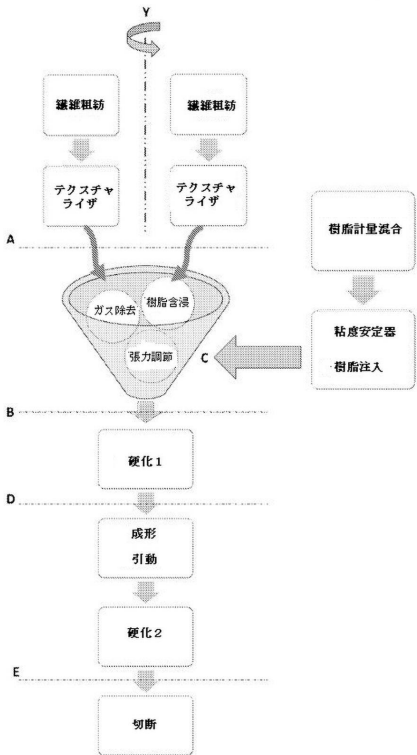 Y
繊維粗紡
繊維粗紡
テクスチャ
ライザ
テクスチャ
ライザ
樹脂計量混合
A
ガス除去
樹脂含浸
張力調節
C
粘度安定器
樹脂注入
B
硬化1
D
成形
引動
硬化2
E
切断